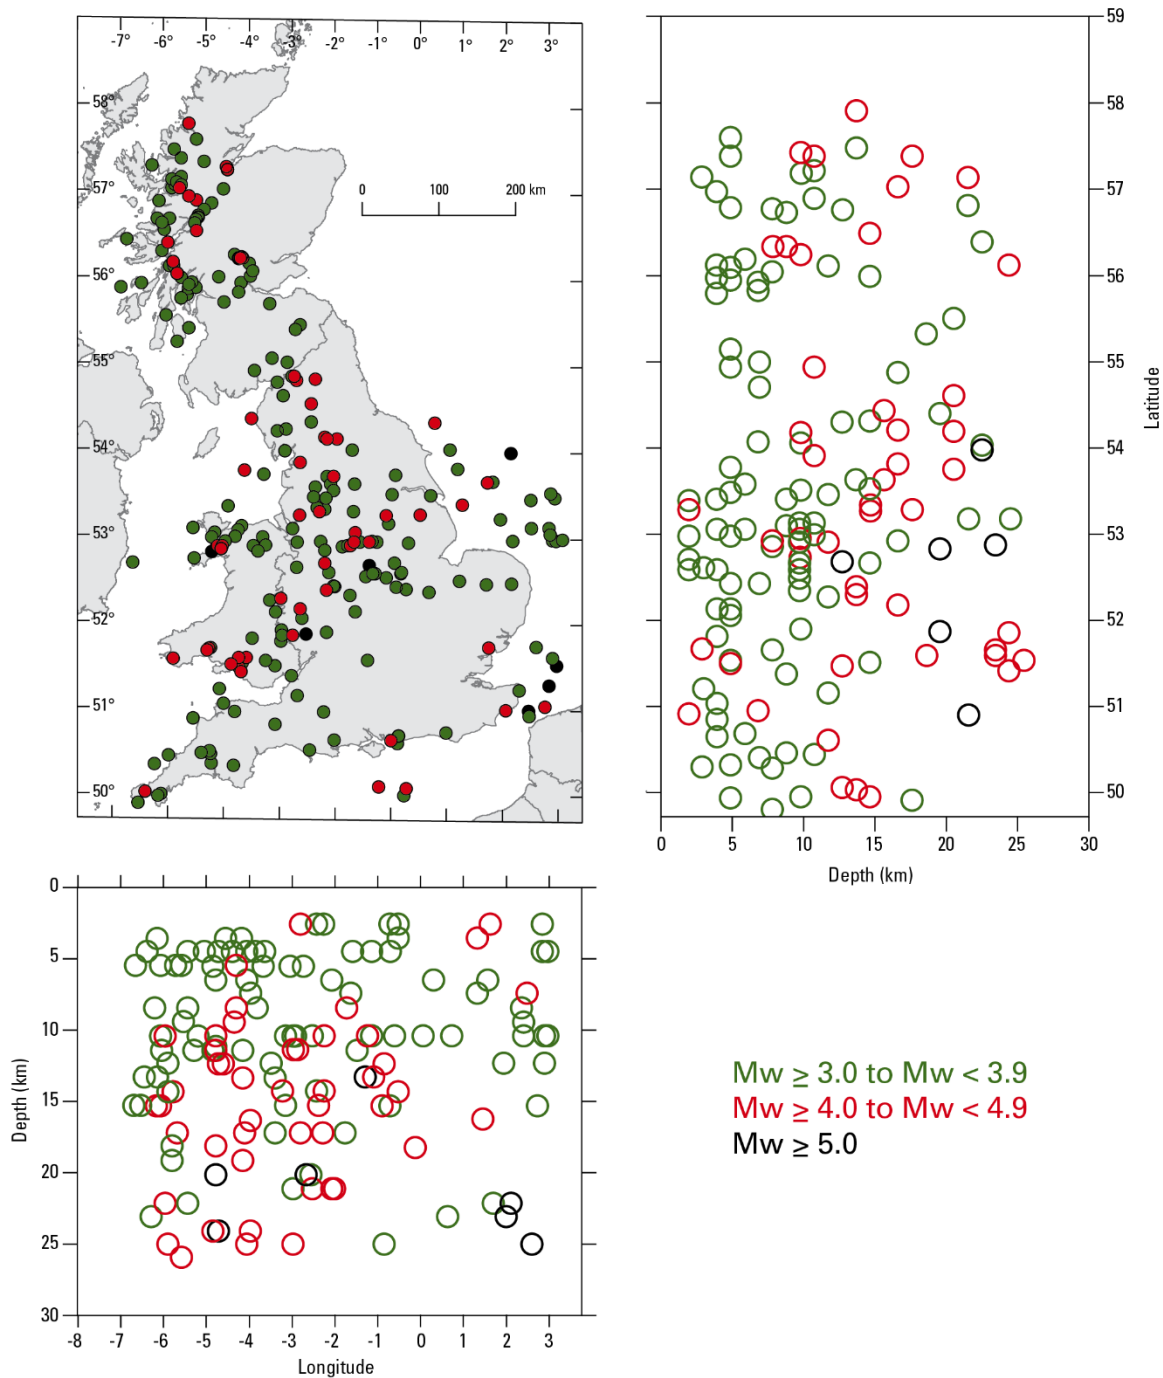 -7° -6° -5° -4° -3° -2° -1° 0° 1° 2° 3°
58°
57°
56°
55°
54°
53°
52°
51°
50°
0 200 km
59
58
57
56
55
54
53
52
51
50
Latitude
0 5 10 15 20 25 30
Depth (km)
0
5
10
15
20
25
30
Depth (km)
-8 -7 -6 -5 -4 -3 -2 -1 0 1 2 3
Longitude
Mw ≥ 3.0 to Mw < 3.9
Mw ≥ 4.0 to Mw < 4.9
Mw ≥ 5.0